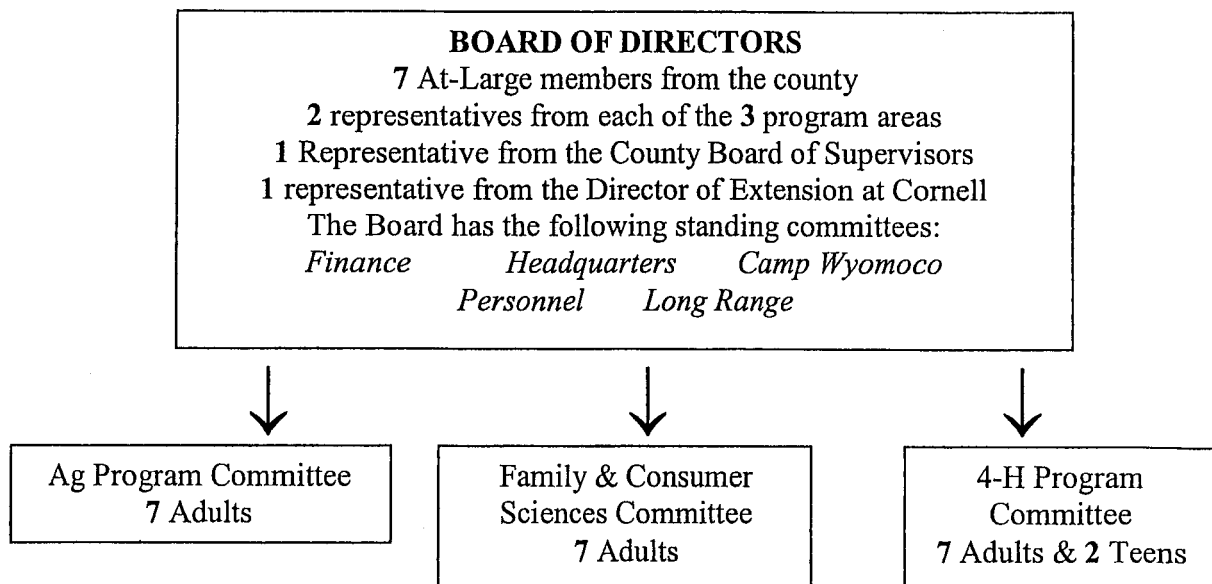 BOARD OF DIRECTORS
7 At-Large members from the county
2 representatives from each of the 3 program areas
1 Representative from the County Board of Supervisors
1 representative from the Director of Extension at Cornell
The Board has the following standing committees:
Finance Headquarters Camp Wyomoco
Personnel Long Range
Ag Program Committee
7 Adults
Family & Consumer
Sciences Committee
7 Adults
4-H Program
Committee
7 Adults & 2 Teens